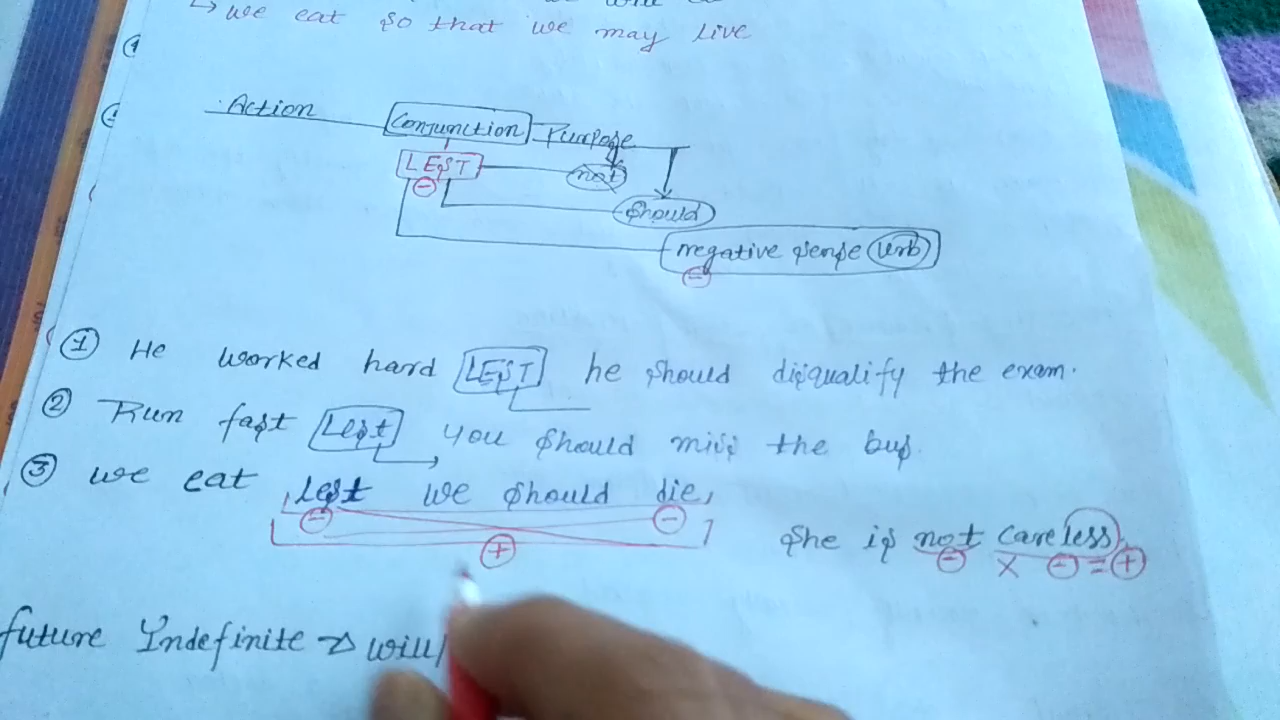 ↳ we eat so that we may live
Action Conjunction Purpose
LEST not
⊖ should
negative sense verb
⊖
① He worked hard LEST he should disqualify the exam.
② Run fast Lest you should miss the bus.
③ we eat Lest we should die,
⊖ ⊖
⊕
She is not careless.
⊖ × ⊖ = ⊕
future Indefinite → will/